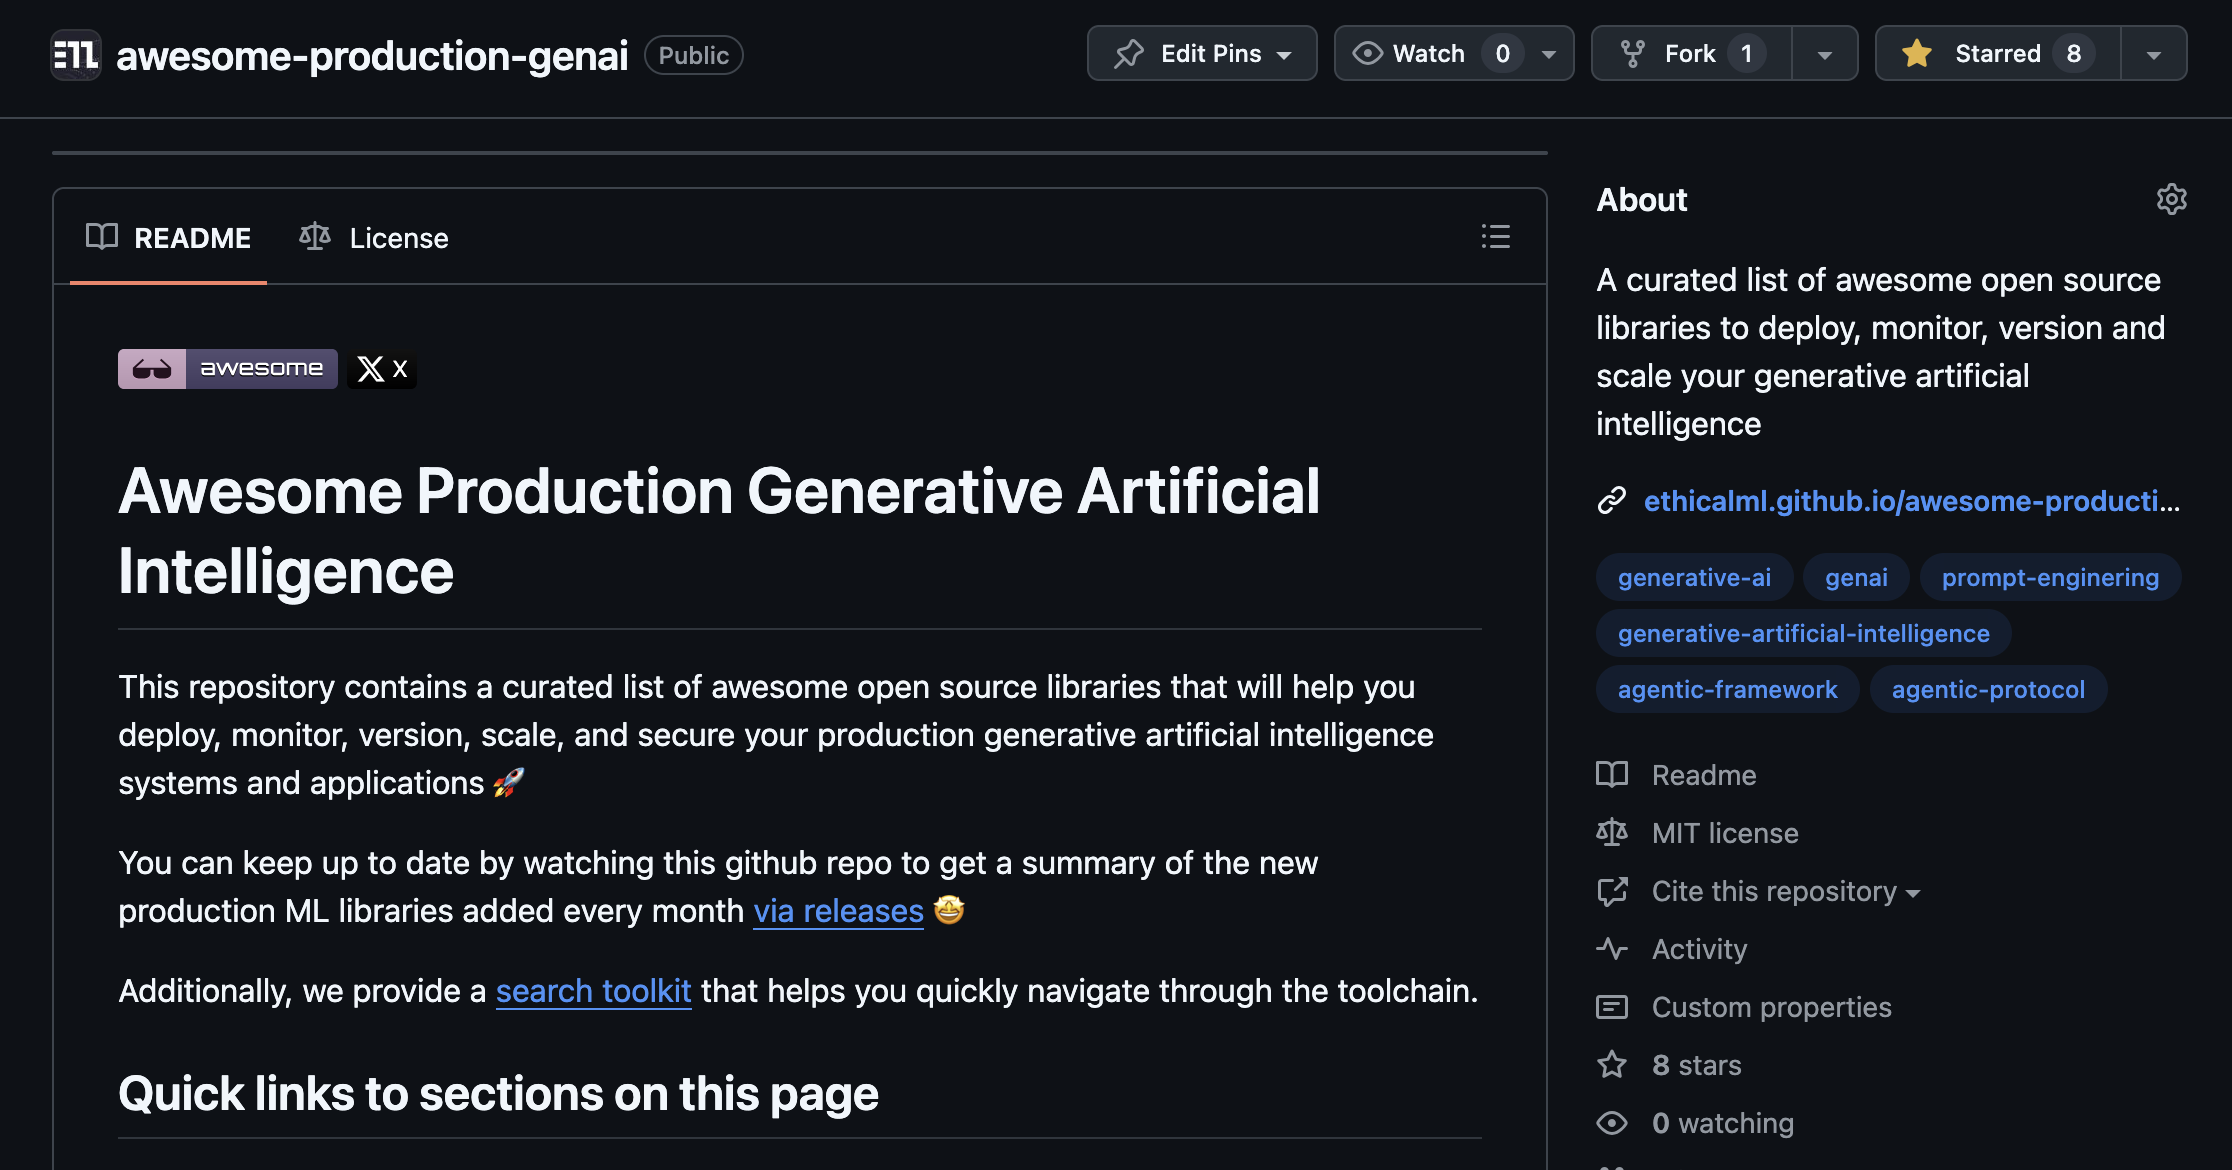 awesome-production-genai Public
Edit Pins
Watch 0
Fork 1
Starred 8
README
License
awesome
X
Awesome Production Generative Artificial
Intelligence
This repository contains a curated list of awesome open source libraries that will help you
deploy, monitor, version, scale, and secure your production generative artificial intelligence
systems and applications 🚀
You can keep up to date by watching this github repo to get a summary of the new
production ML libraries added every month via releases 🤩
Additionally, we provide a search toolkit that helps you quickly navigate through the toolchain.
Quick links to sections on this page
About
A curated list of awesome open source
libraries to deploy, monitor, version and
scale your generative artificial
intelligence
ethicalml.github.io/awesome-producti...
generative-ai genai prompt-enginering
generative-artificial-intelligence
agentic-framework agentic-protocol
Readme
MIT license
Cite this repository
Activity
Custom properties
8 stars
0 watching